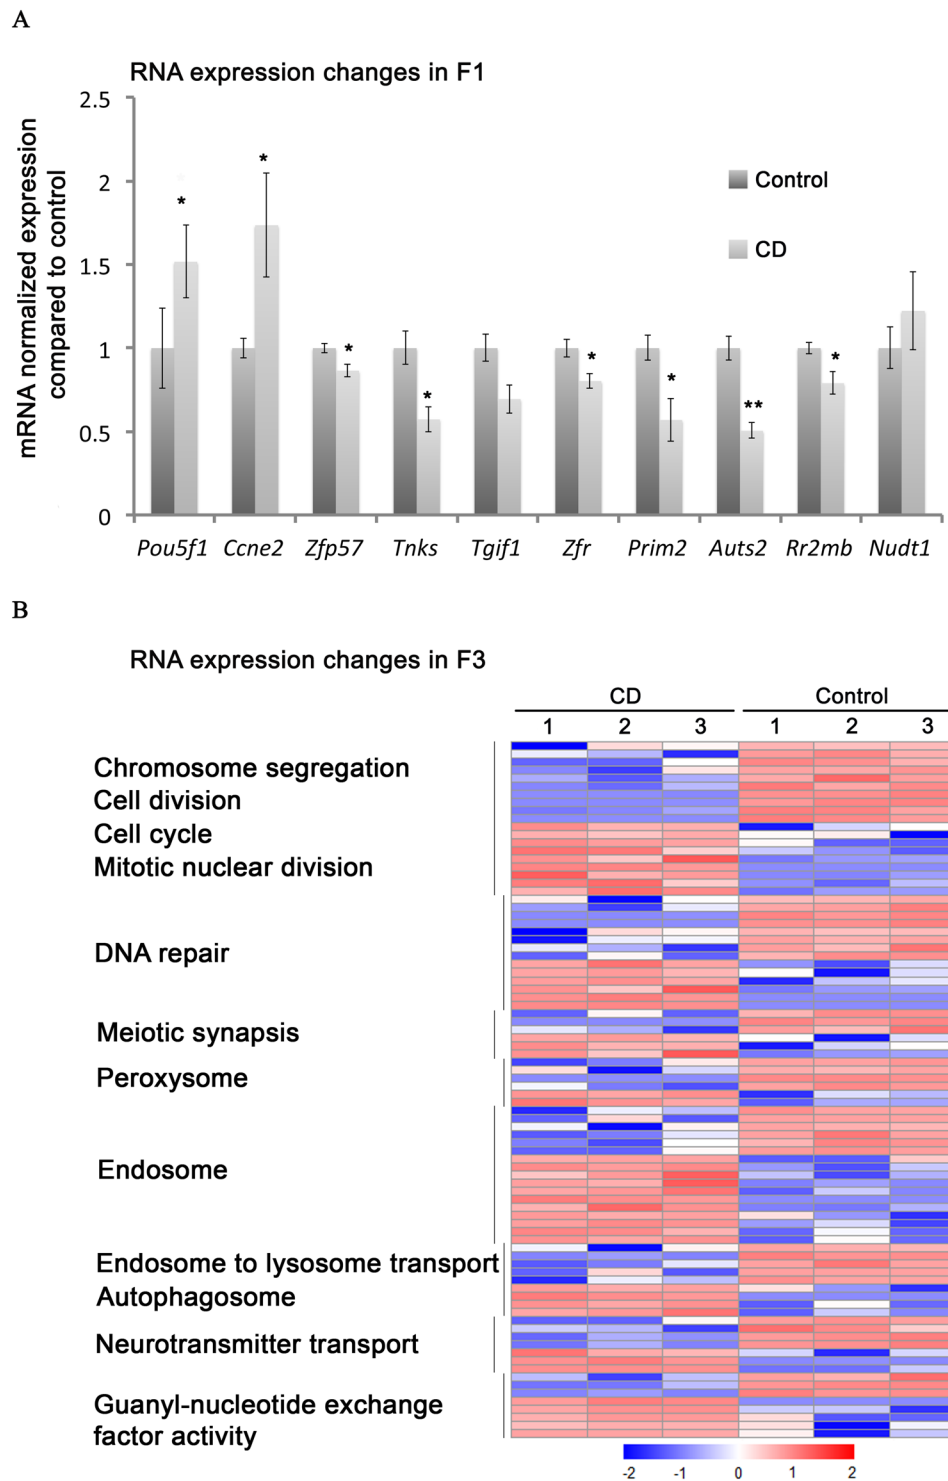 A
RNA expression changes in F1
mRNA normalized expression
compared to control
2.5
2
1.5
1
0.5
0
Control
CD
* * * * * * ** *
Pou5f1 Ccne2 Zfp57 Tnks Tgif1 Zfr Prim2 Auts2 Rr2mb Nudt1
B
RNA expression changes in F3
CD Control
1 2 3 1 2 3
Chromosome segregation
Cell division
Cell cycle
Mitotic nuclear division
DNA repair
Meiotic synapsis
Peroxysome
Endosome
Endosome to lysosome transport
Autophagosome
Neurotransmitter transport
Guanyl-nucleotide exchange
factor activity
-2 -1 0 1 2